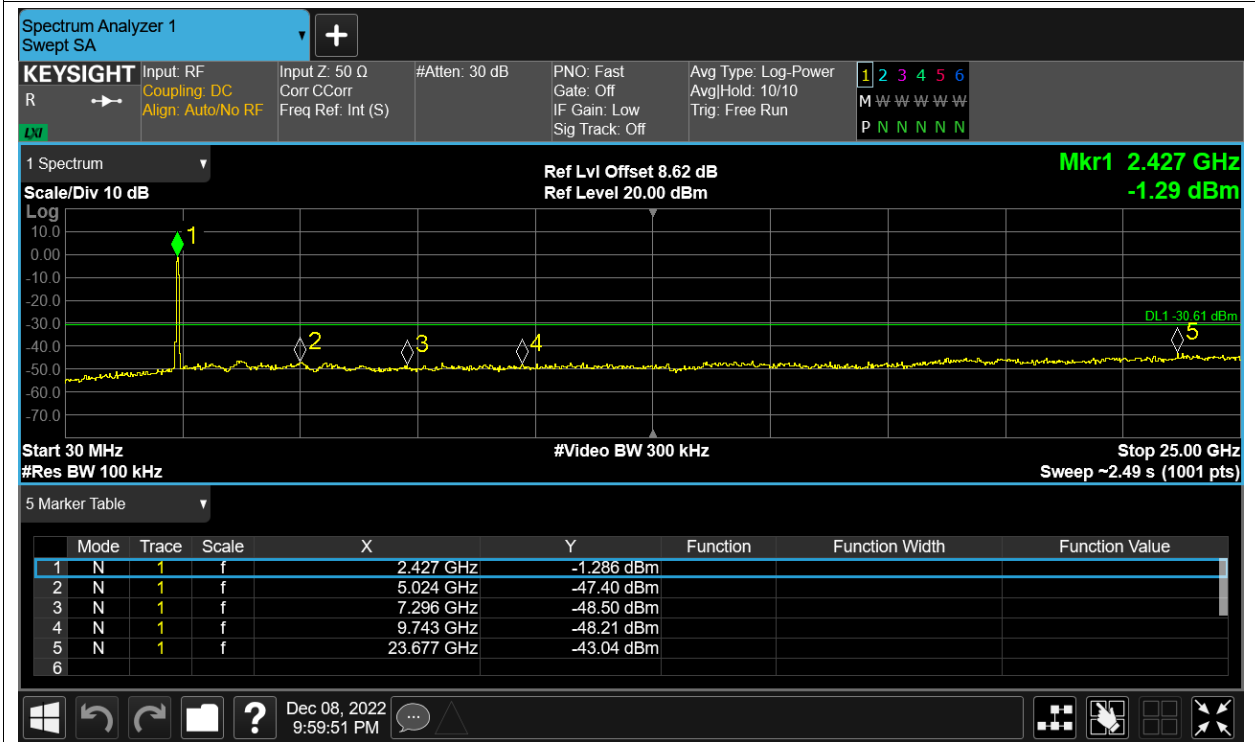 Spectrum Analyzer 1
Swept SA
KEYSIGHT
R
LXI
Input: RF
Coupling: DC
Align: Auto/No RF
Input Z: 50 Ω
Corr CCorr
Freq Ref: Int (S)
#Atten: 30 dB
PNO: Fast
Gate: Off
IF Gain: Low
Sig Track: Off
Avg Type: Log-Power
Avg|Hold: 10/10
Trig: Free Run
1 2 3 4 5 6
M W W W W W
P N N N N N
1 Spectrum
Scale/Div 10 dB
Ref Lvl Offset 8.62 dB
Ref Level 20.00 dBm
Mkr1 2.427 GHz
-1.29 dBm
Log
10.0
0.00
-10.0
-20.0
-30.0
-40.0
-50.0
-60.0
-70.0
1
2
3
4
5
DL1 -30.61 dBm
Start 30 MHz
#Video BW 300 kHz
Stop 25.00 GHz
#Res BW 100 kHz
Sweep ~2.49 s (1001 pts)
5 Marker Table
Mode Trace Scale X Y Function Function Width Function Value
1 N 1 f 2.427 GHz -1.286 dBm
2 N 1 f 5.024 GHz -47.40 dBm
3 N 1 f 7.296 GHz -48.50 dBm
4 N 1 f 9.743 GHz -48.21 dBm
5 N 1 f 23.677 GHz -43.04 dBm
6
?
Dec 08, 2022
9:59:51 PM